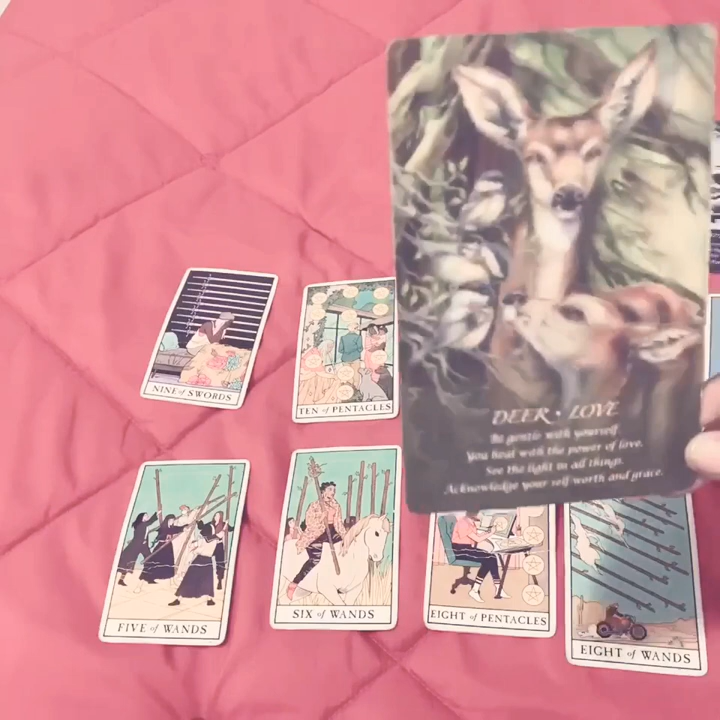 DEER • LOVE
Be gentle with yourself.
You heal with the power of love.
See the light in all things.
Acknowledge your self worth and grace.
NINE of SWORDS
TEN of PENTACLES
FIVE of WANDS
SIX of WANDS
EIGHT of PENTACLES
EIGHT of WANDS